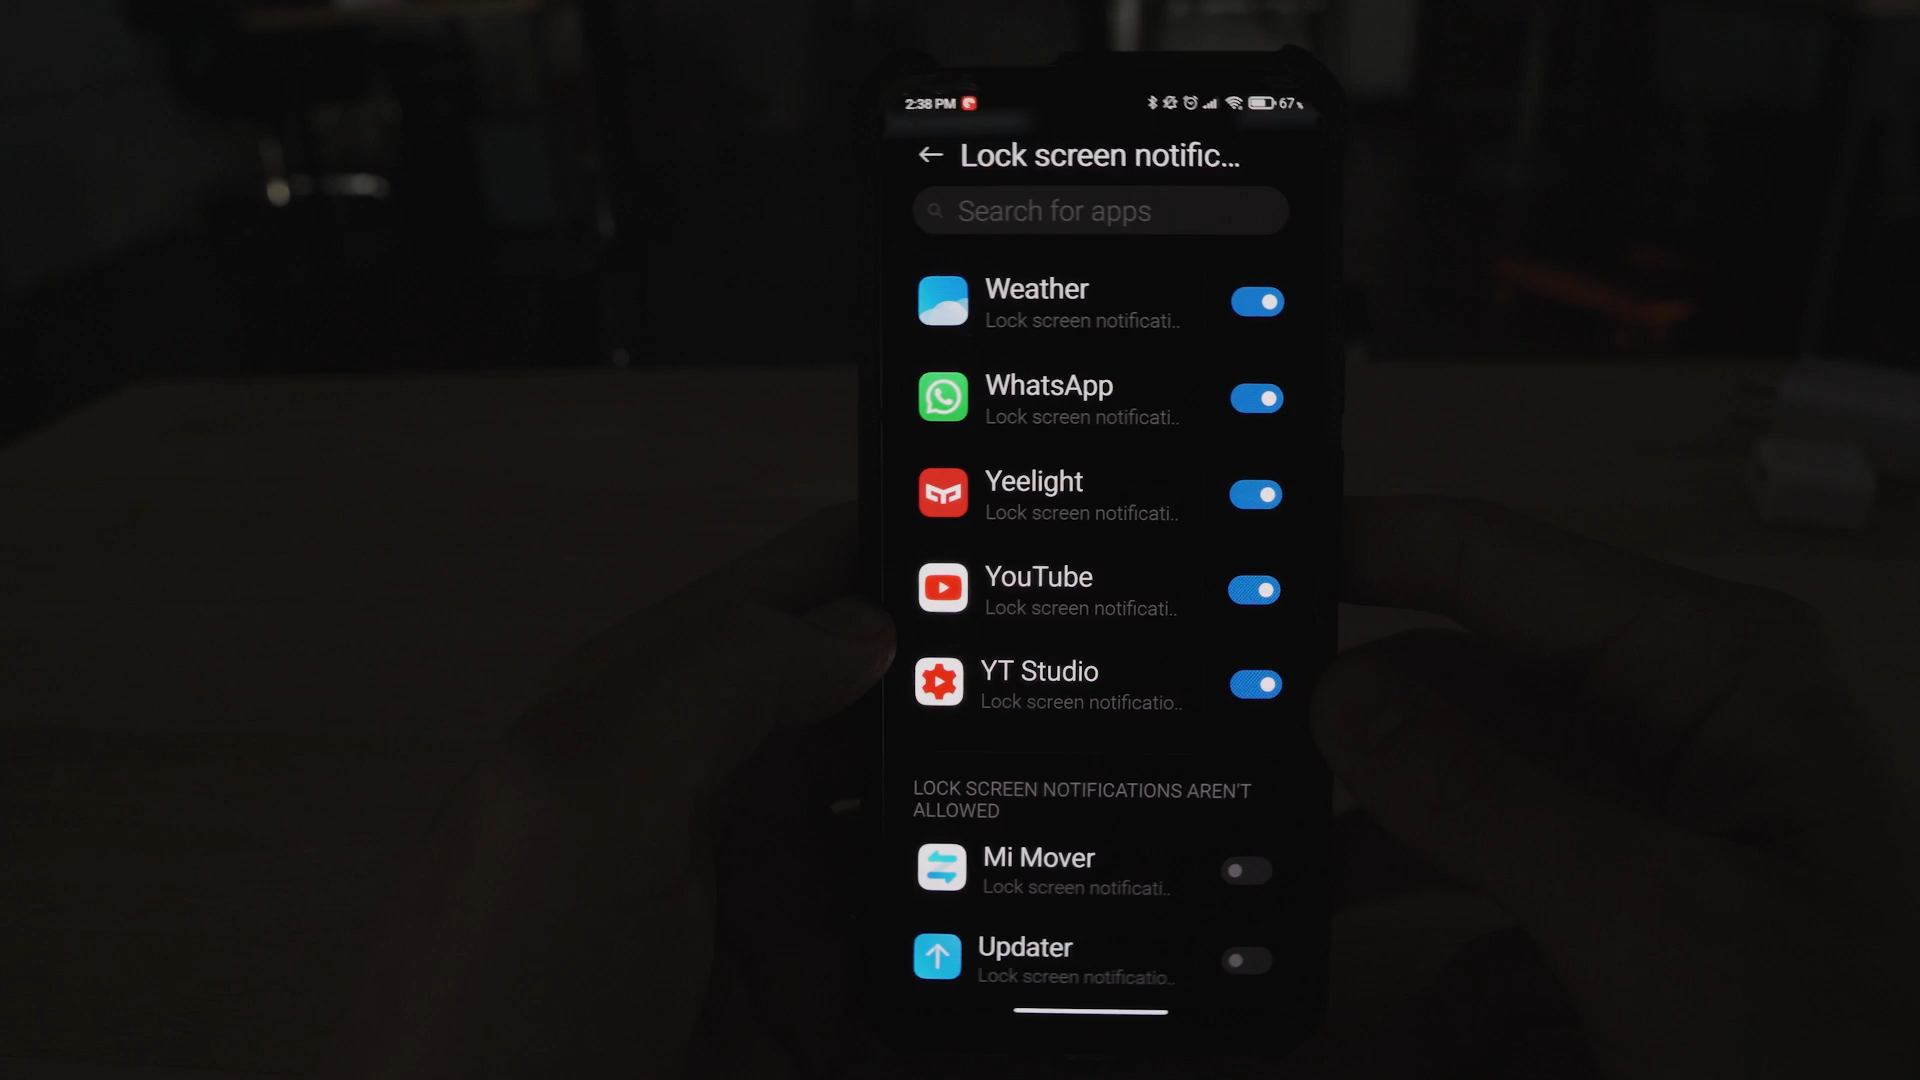 2:38 PM 67%
Lock screen notific...
Search for apps
Weather
Lock screen notificati..
WhatsApp
Lock screen notificati..
Yeelight
Lock screen notificati..
YouTube
Lock screen notificati..
YT Studio
Lock screen notificatio..
LOCK SCREEN NOTIFICATIONS AREN'T
ALLOWED
Mi Mover
Lock screen notificati..
Updater
Lock screen notificatio..